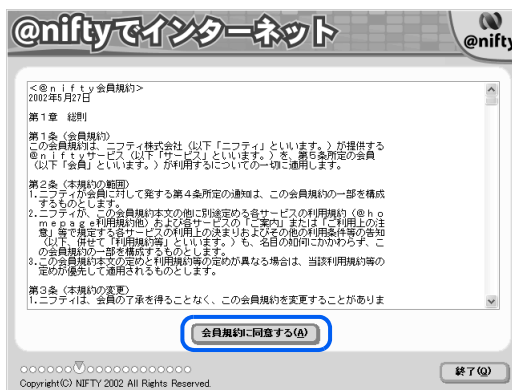 @niftyでインターネット
@nifty
<@nifty会員規約>
2002年5月27日
第1章 総則
第1条(会員規約)
この会員規約は、ニフティ株式会社(以下「ニフティ」といいます。)が提供する
@niftyサービス(以下「サービス」といいます。)を、第5条所定の会員
(以下「会員」といいます。)が利用するについての一切に適用します。
第2条(本規約の範囲)
1.ニフティが会員に対して発する第4条所定の通知は、この会員規約の一部を構成
するものとします。
2.ニフティが、この会員規約本文の他に別途定める各サービスの利用規約(@ho
mepage利用規約他)および各サービスの「ご案内」または「ご利用上の注
意」等で規定する各サービスの利用上の決まりおよびその他の利用条件等の告知
(以下、併せて「利用規約等」といいます。)も、名目の如何にかかわらず、こ
の会員規約の一部を構成するものとします。
3.この会員規約本文の定めと利用規約等の定めが異なる場合は、当該利用規約等の
定めが優先して適用されるものとします。
第3条(本規約の変更)
1.ニフティは、会員の了承を得ることなく、この会員規約を変更することがありま
会員規約に同意する(A)
終了(Q)
Copyright(C) NIFTY 2002 All Rights Reserved.